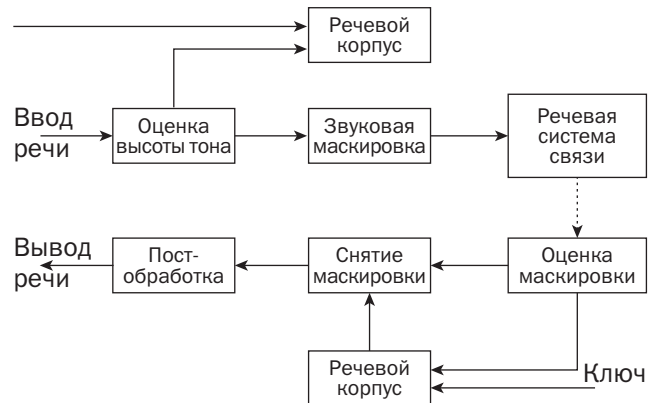 Речевой
корпус
Ввод
речи
Оценка
высоты тона
Звуковая
маскировка
Речевая
система
связи
Вывод
речи
Пост-
обработка
Снятие
маскировки
Оценка
маскировки
Речевой
корпус
Ключ